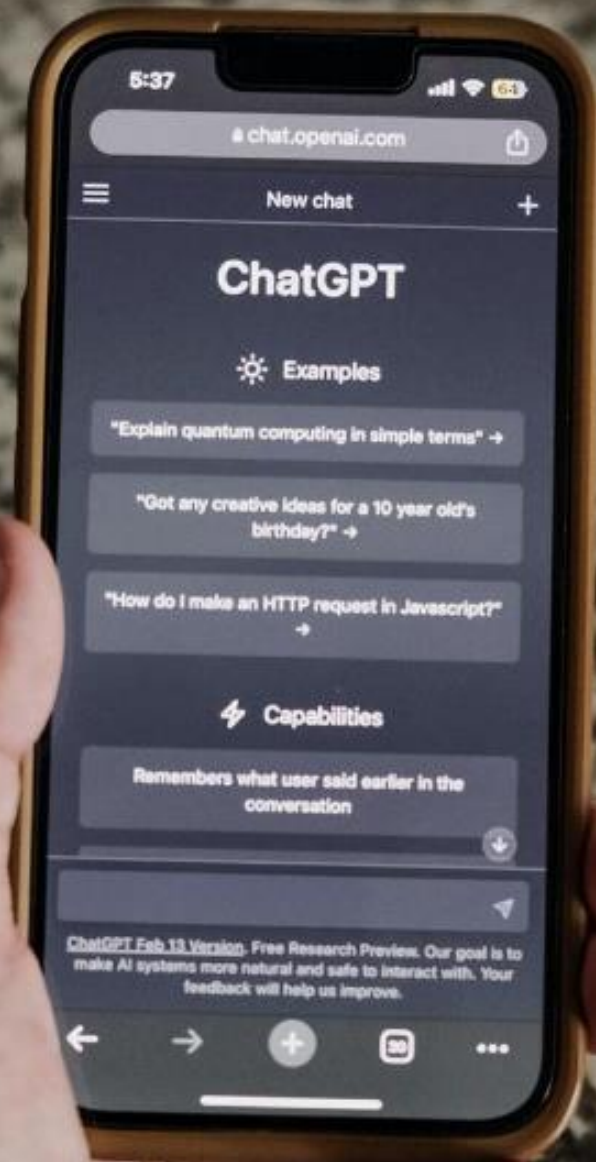 5:37
61
chat.openai.com
New chat
ChatGPT
Examples
"Explain quantum computing in simple terms" →
"Got any creative ideas for a 10 year old's
birthday?" →
"How do I make an HTTP request in Javascript?"
→
Capabilities
Remembers what user said earlier in the
conversation
ChatGPT Feb 13 Version. Free Research Preview. Our goal is to
make AI systems more natural and safe to interact with. Your
feedback will help us improve.
20